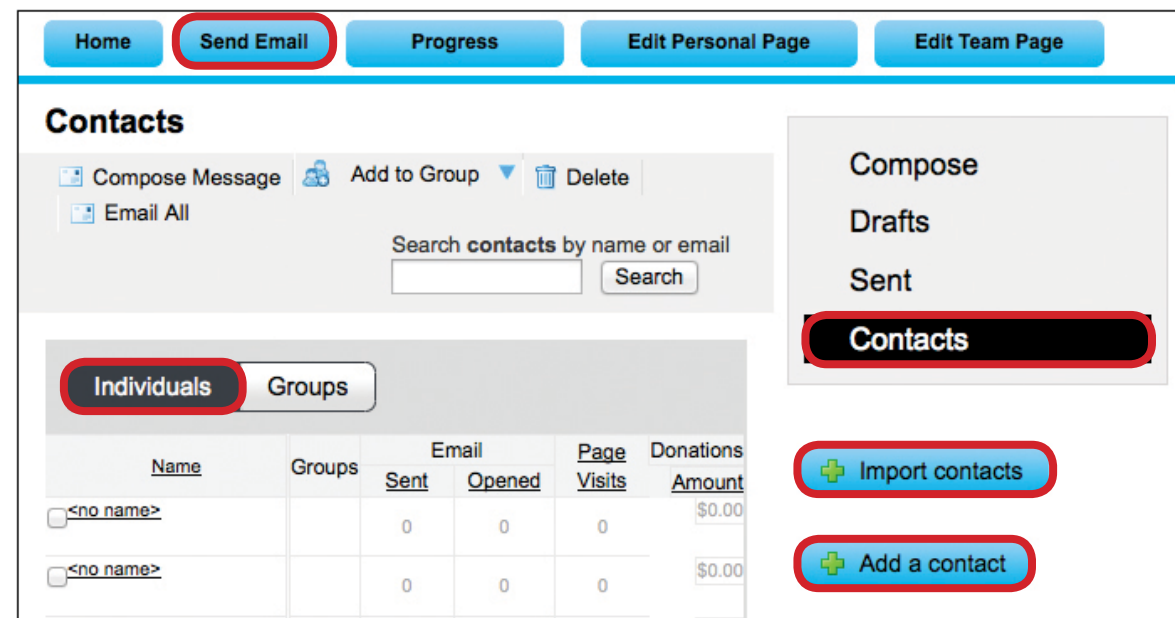 Home Send Email Progress Edit Personal Page Edit Team Page
Contacts
Compose Message Add to Group Delete
Email All
Search contacts by name or email
Search
Individuals Groups
Name Groups Email Page Donations
Sent Opened Visits Amount
<no name> 0 0 0 $0.00
<no name> 0 0 0 $0.00
Compose
Drafts
Sent
Contacts
Import contacts
Add a contact